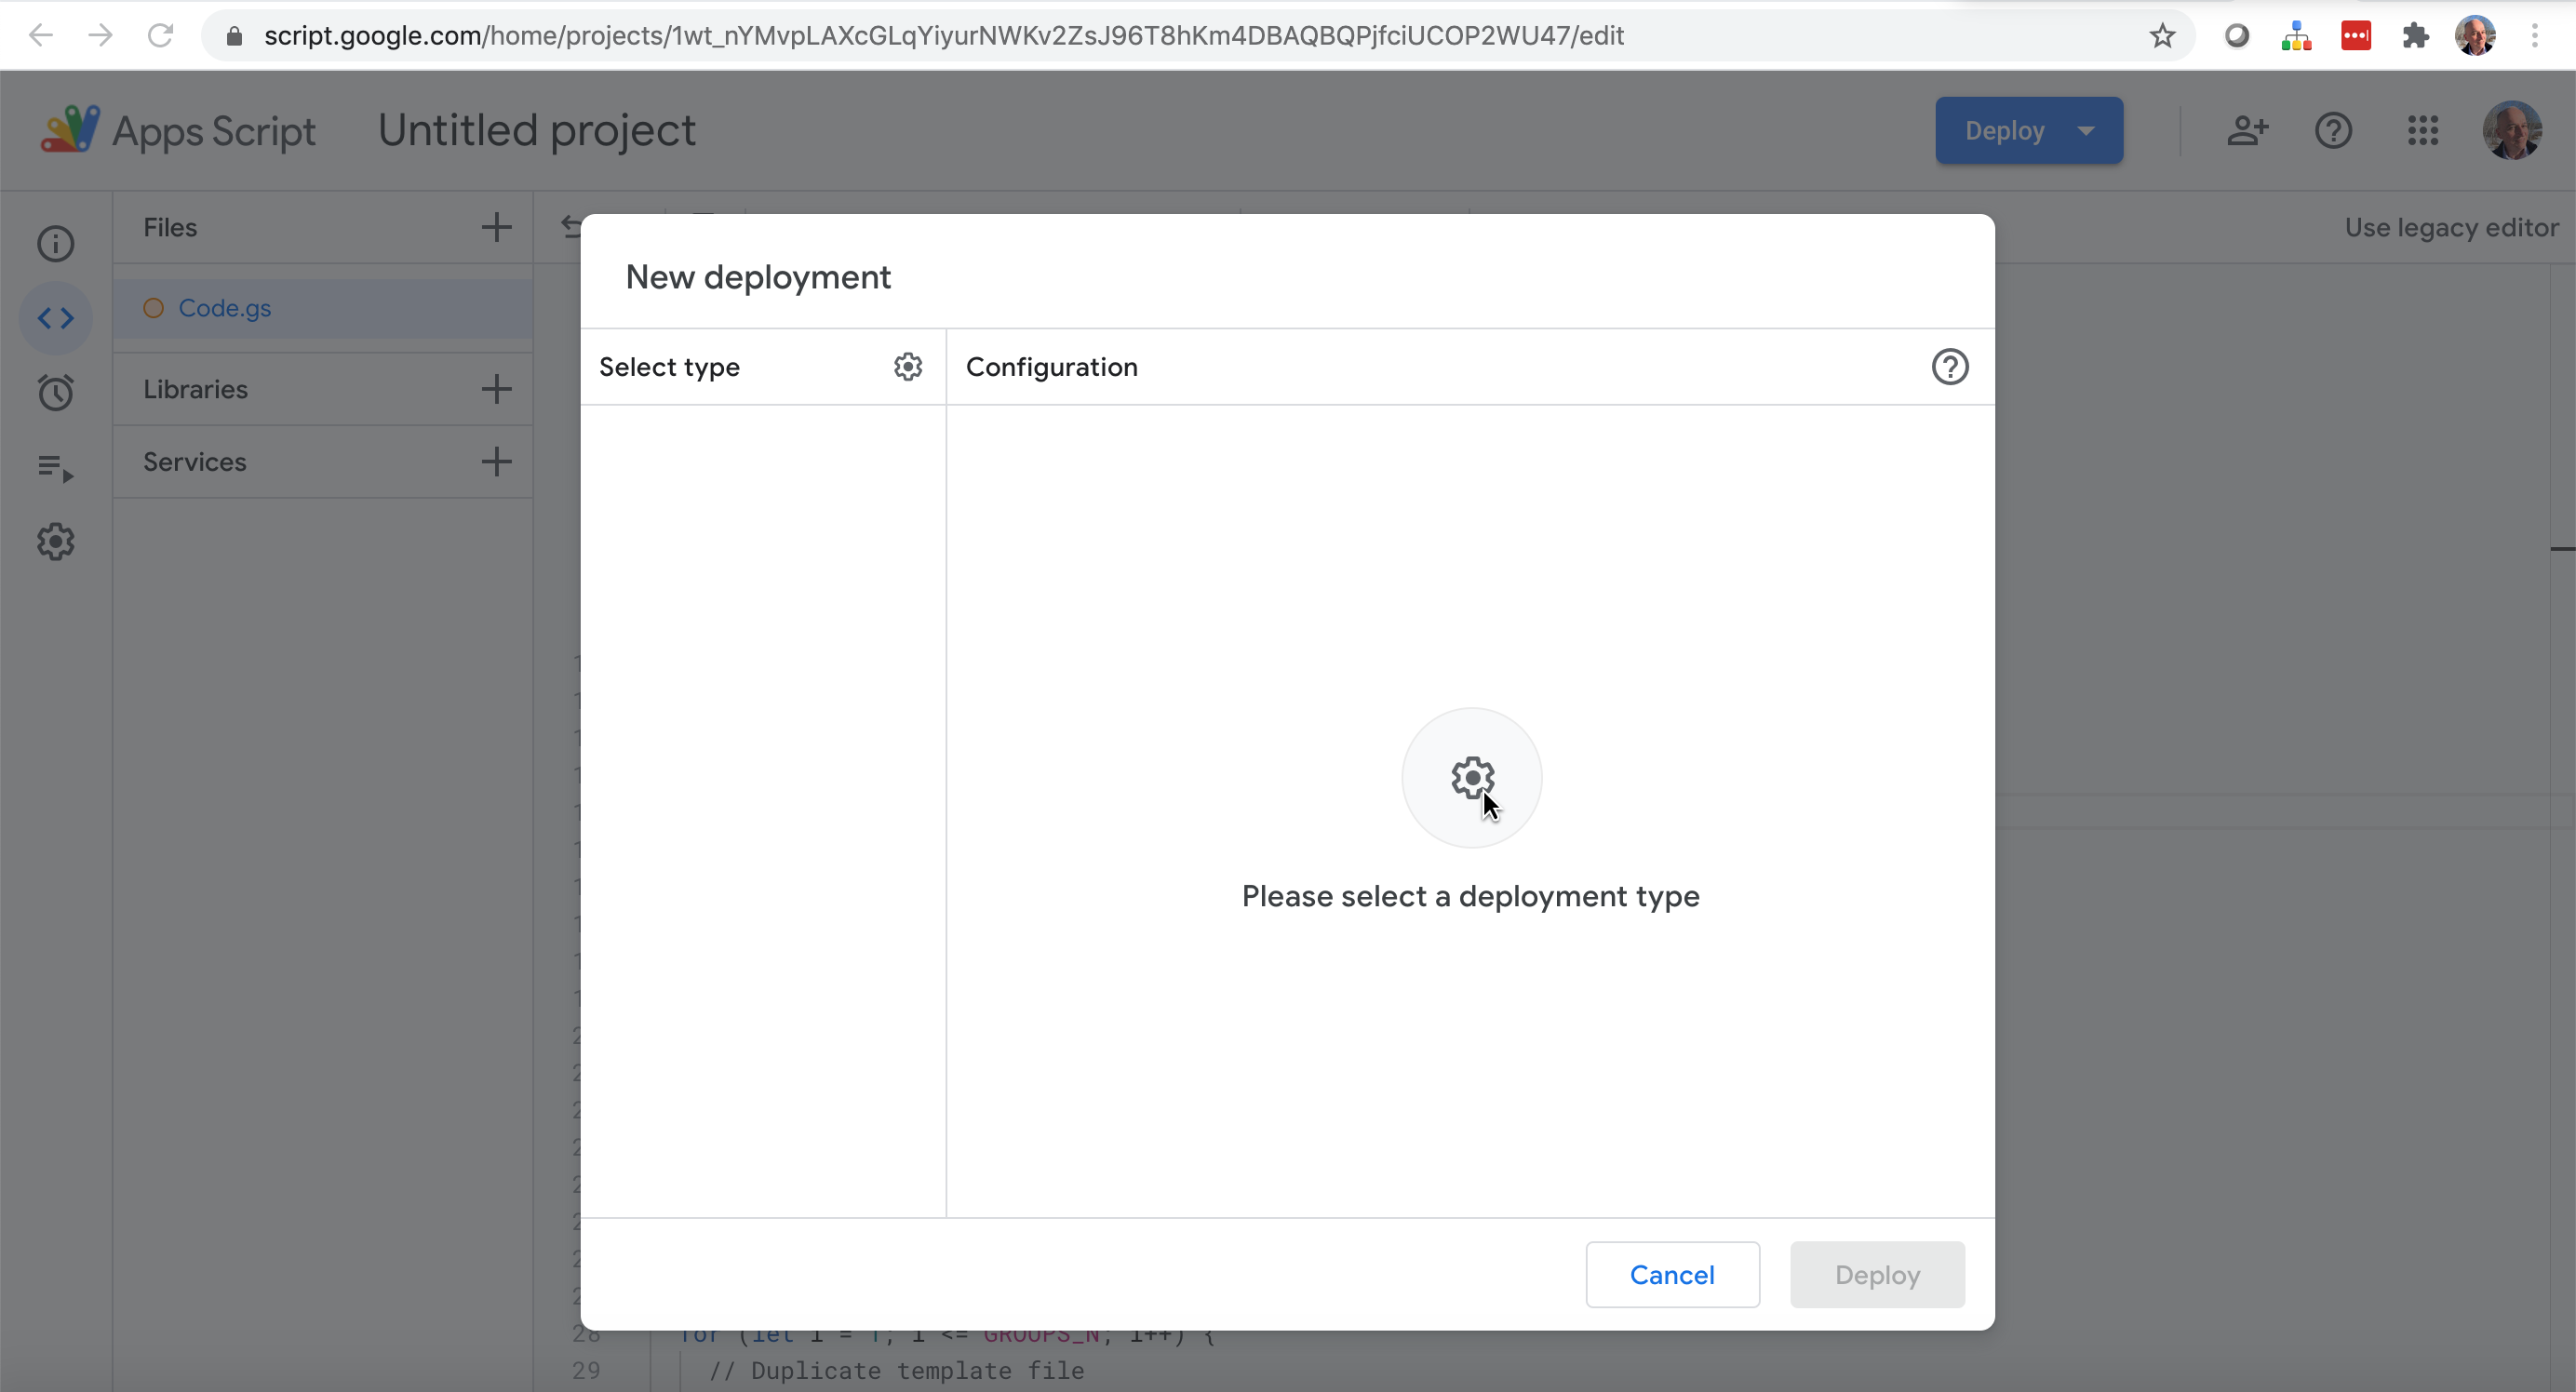 script.google.com/home/projects/1wt_nYMvpLAXcGLqYiyurNWKv2ZsJ96T8hKm4DBAQBQPjfciUCOP2WU47/edit
Apps Script
Untitled project
Deploy
Files
Use legacy editor
New deployment
Code.gs
Select type
Configuration
Libraries
Services
Please select a deployment type
Cancel
Deploy
28 for (let i = 1; i <= GROUPS_N; i++) {
29 // Duplicate template file